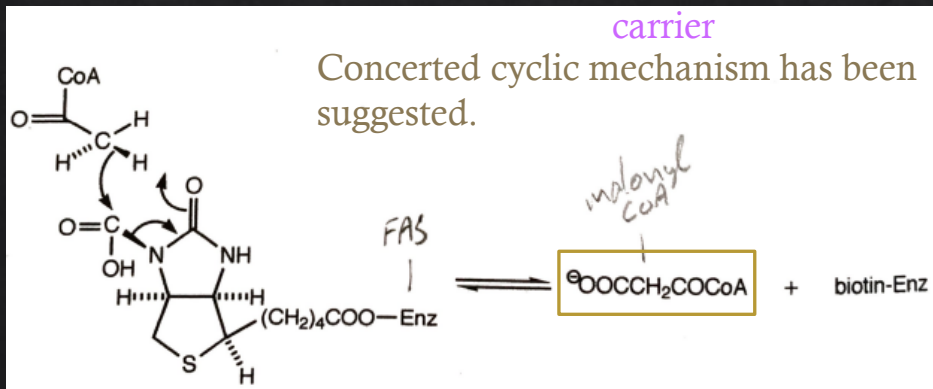 carrier
Concerted cyclic mechanism has been
suggested.
CoA
O
H
C
H
H
O
O
C
OH
N
NH
H
H
(CH₂)₄COO—Enz
S
H
FAS
malonyl
CoA
⊖OOCCH₂COCoA + biotin-Enz